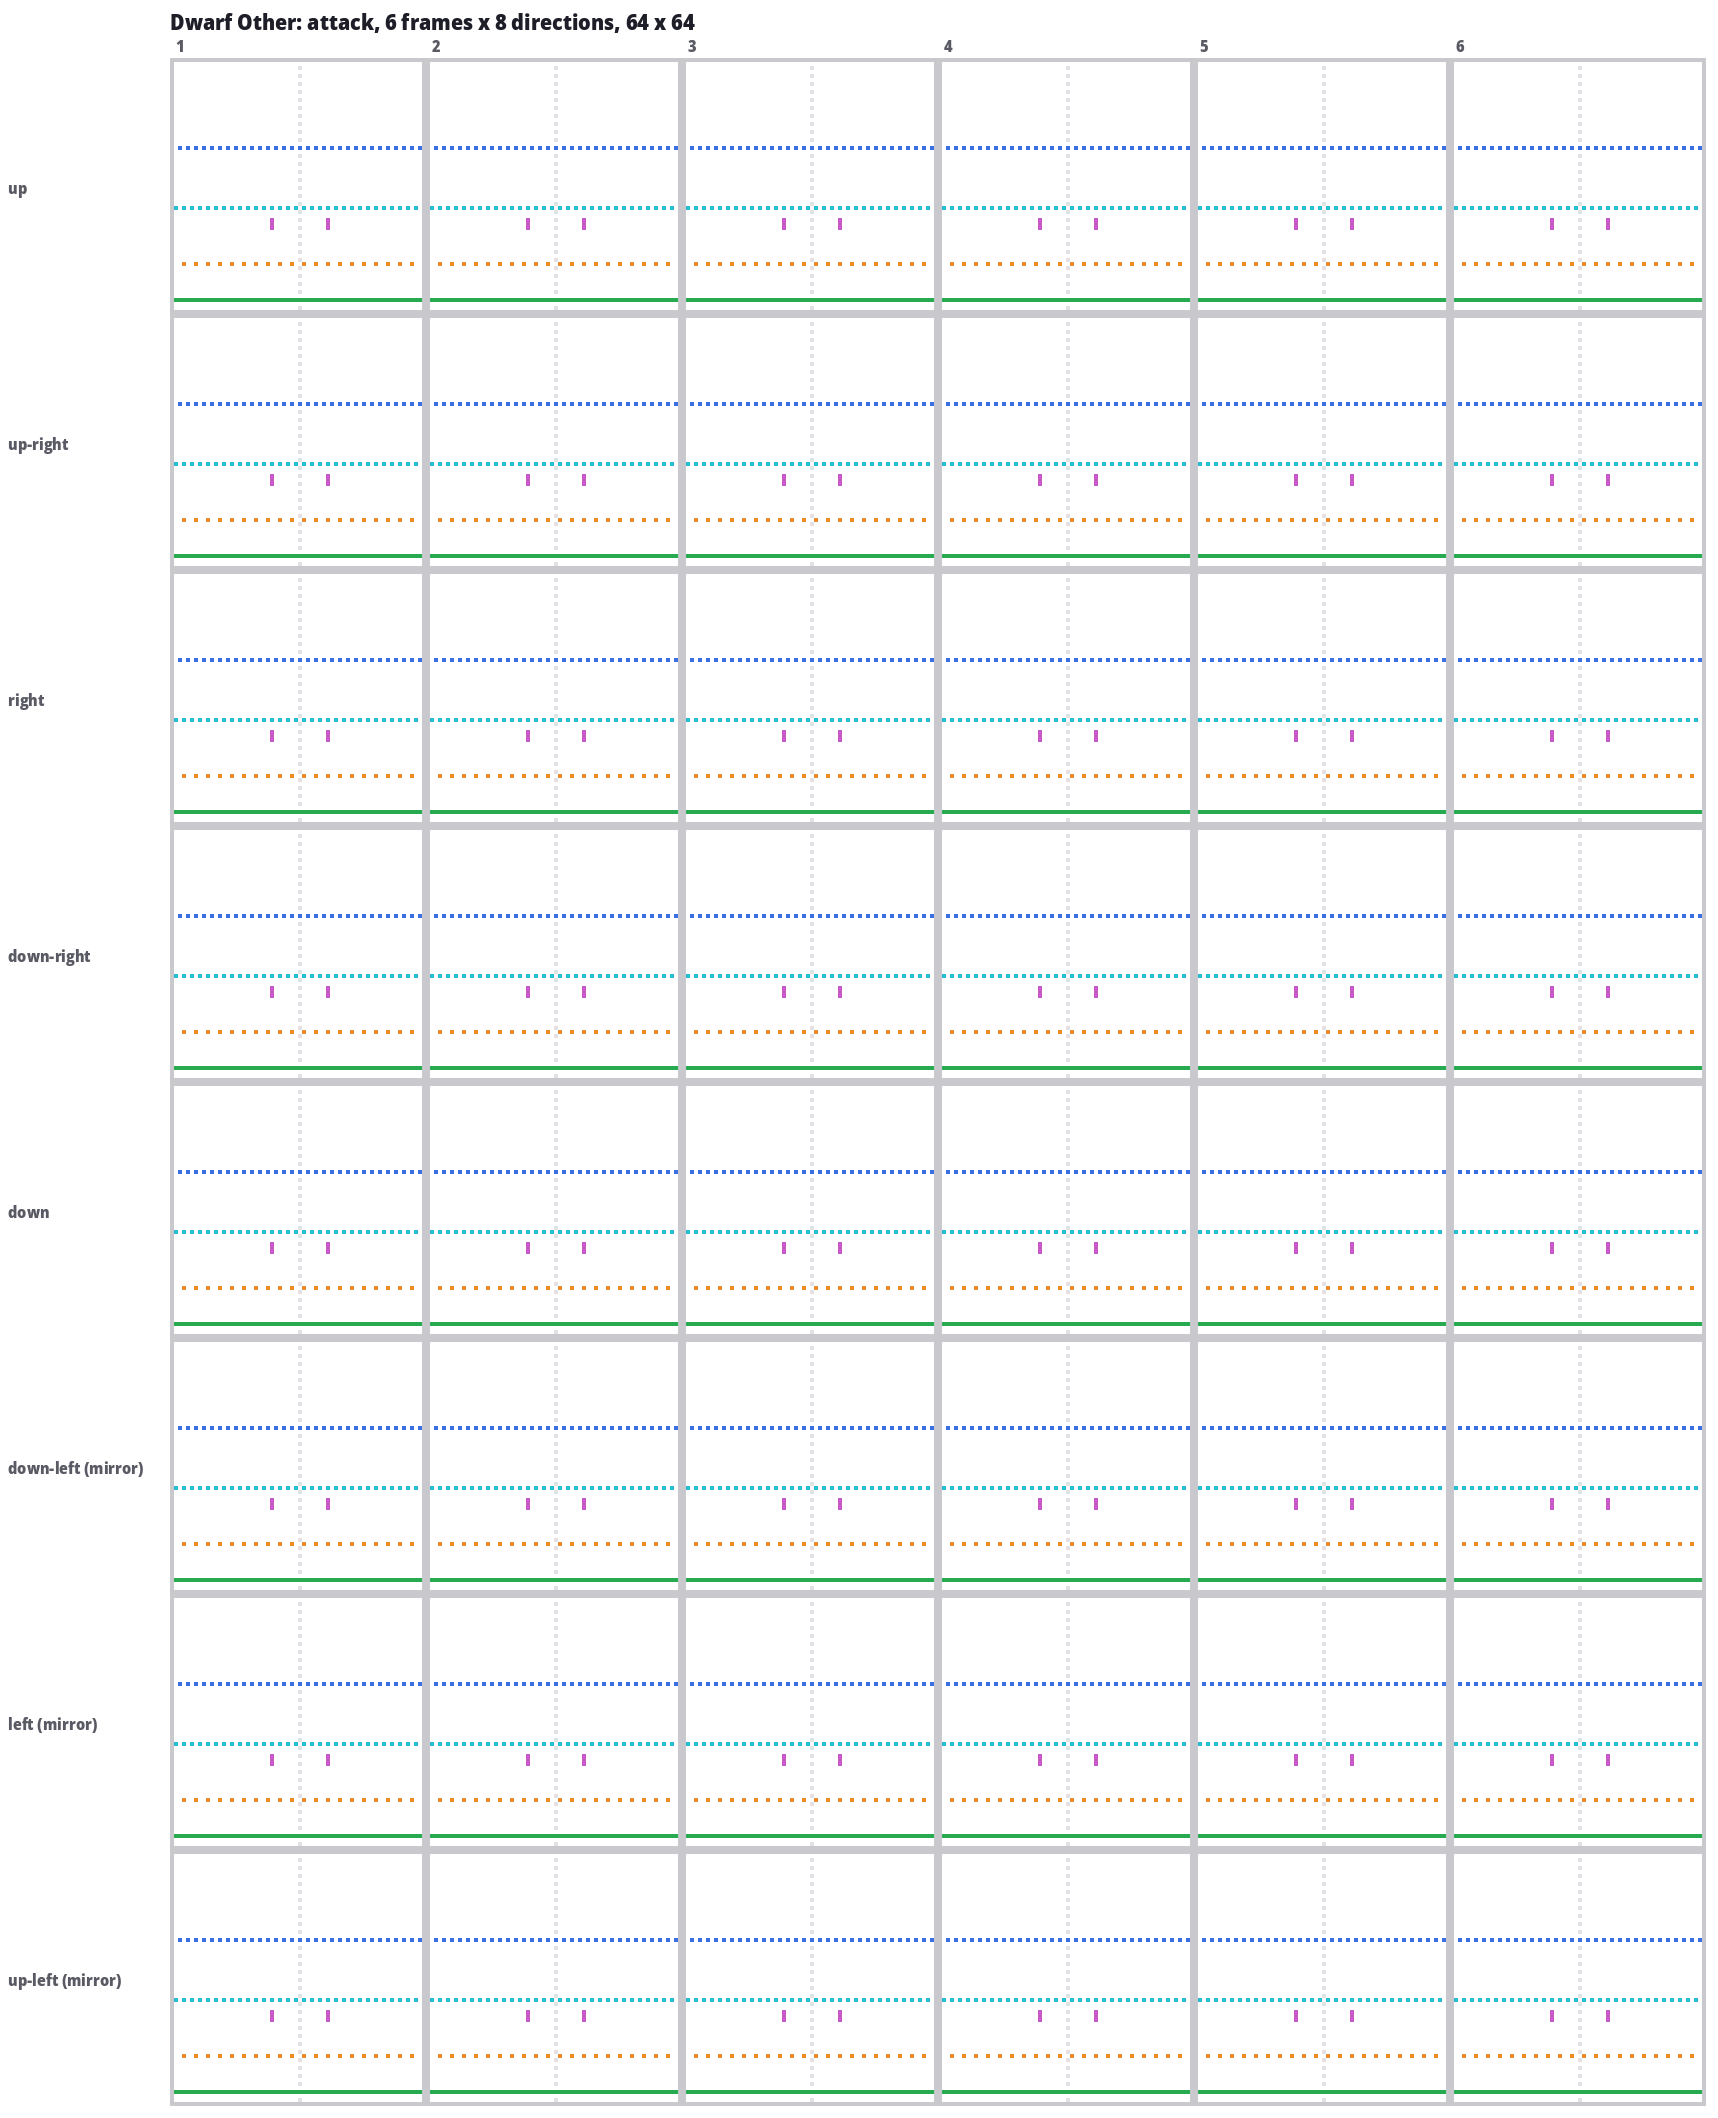 Dwarf Other: attack, 6 frames x 8 directions, 64 x 64
1 2 3 4 5 6
up
up-right
right
down-right
down
down-left (mirror)
left (mirror)
up-left (mirror)